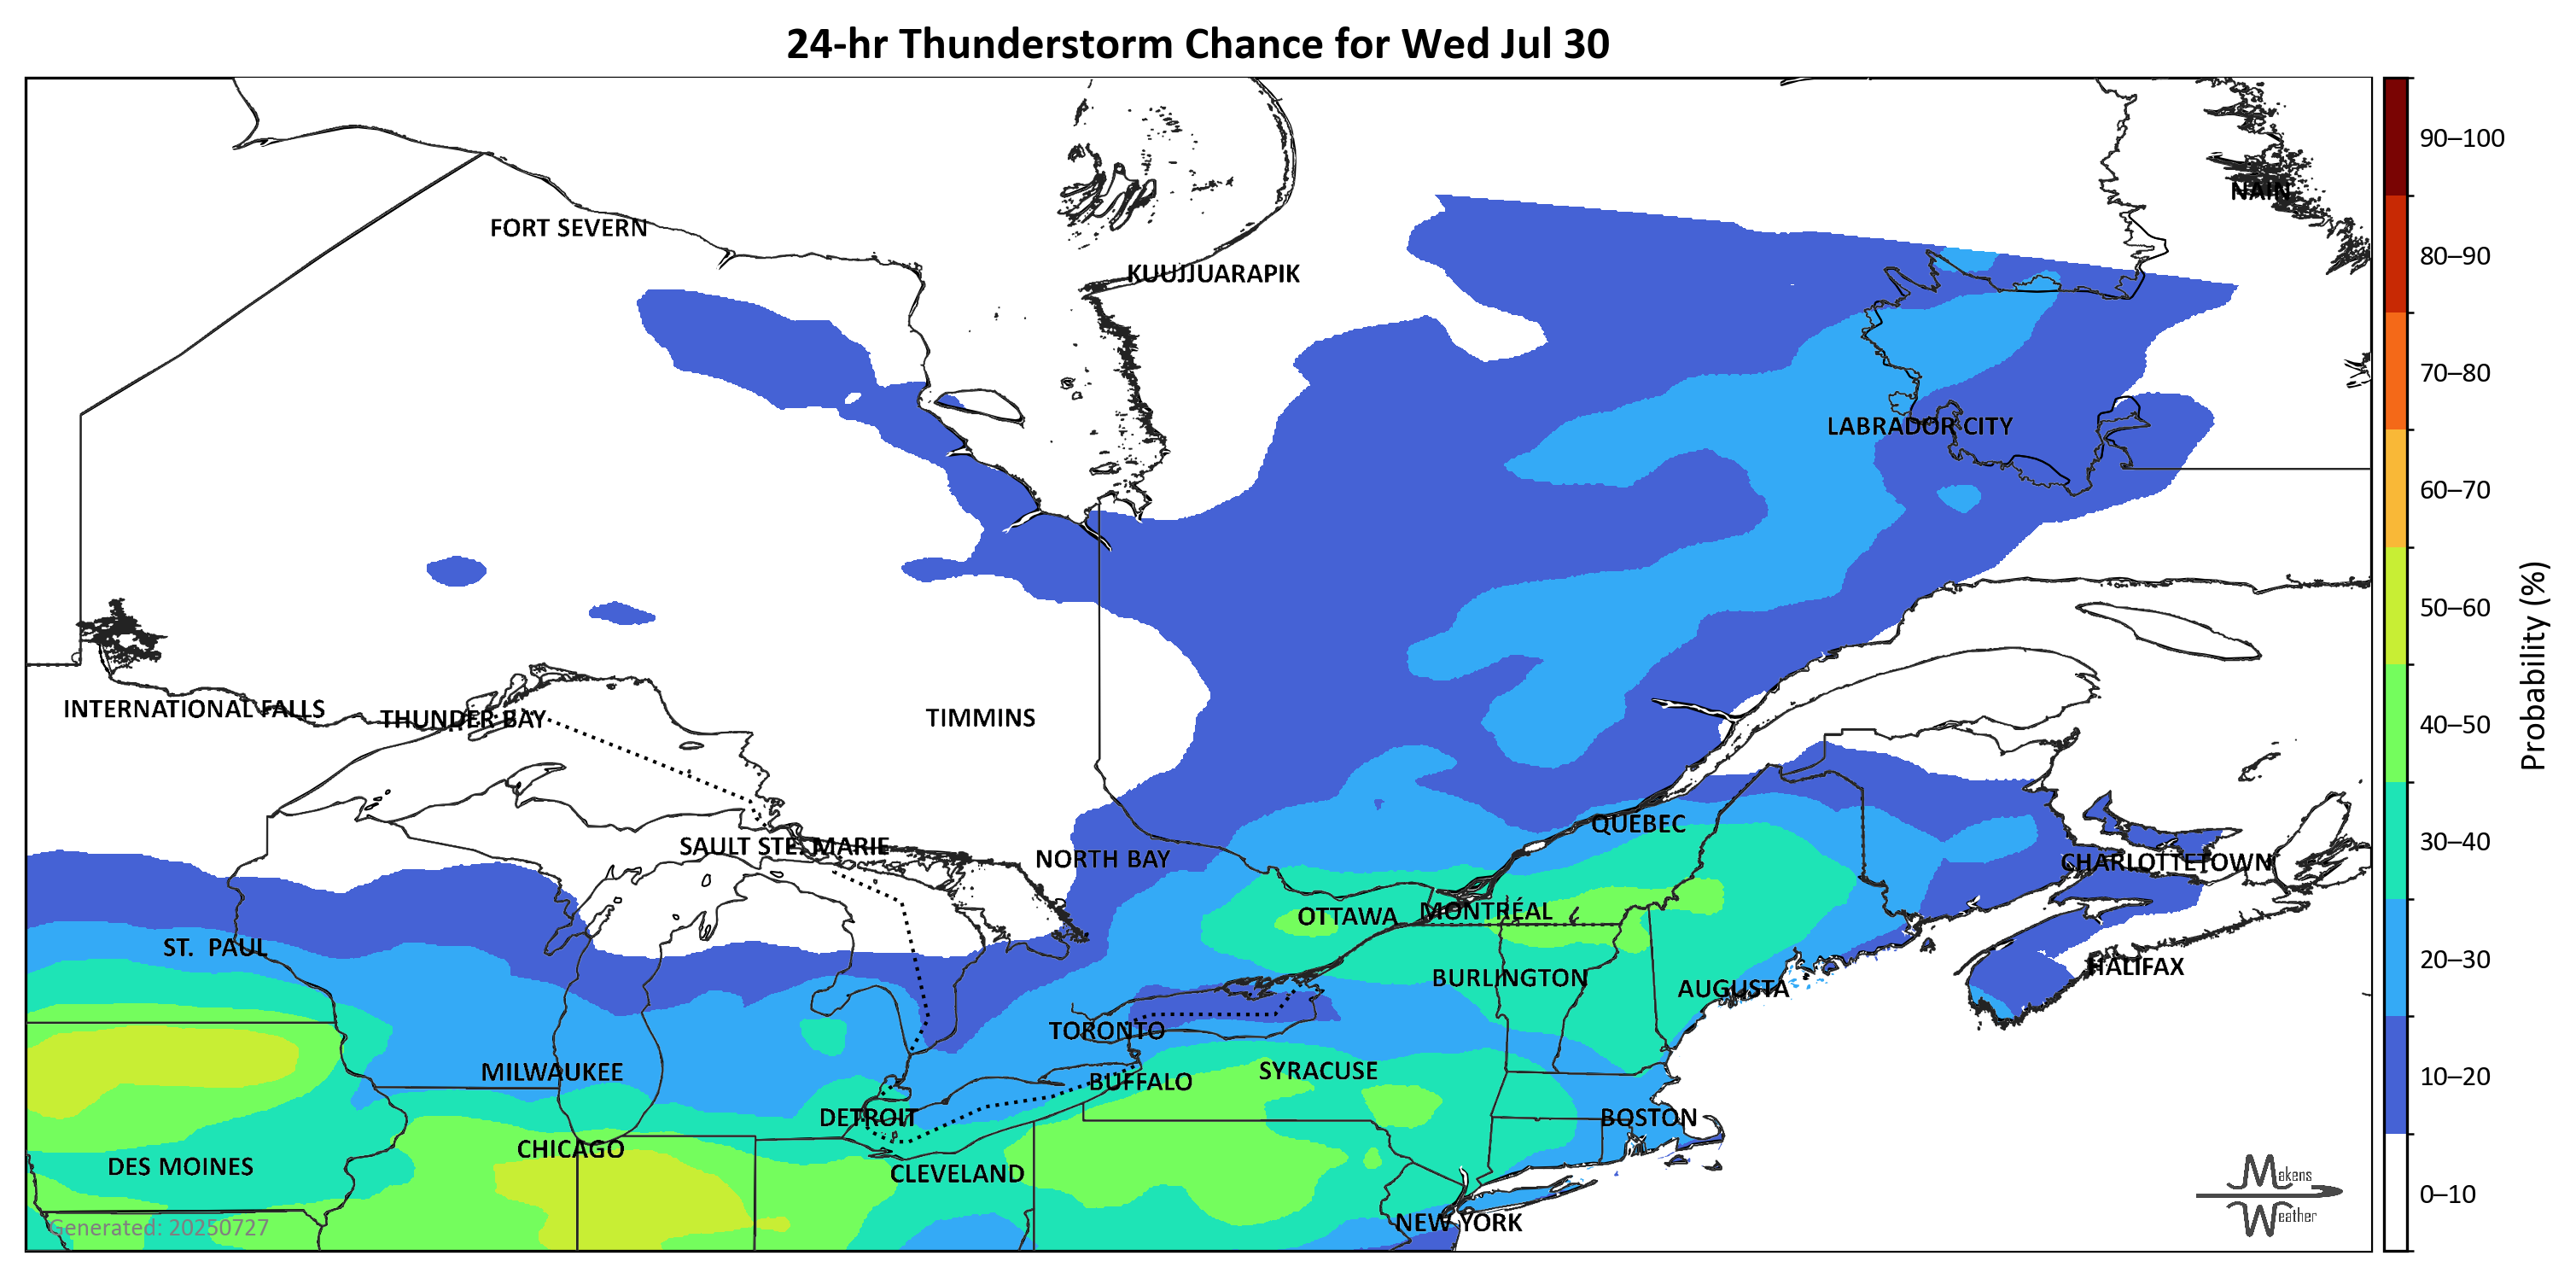 24-hr Thunderstorm Chance for Wed Jul 30
NAIN
FORT SEVERN
KUUJJUARAPIK
LABRADOR CITY
INTERNATIONAL FALLS
THUNDER BAY
TIMMINS
QUEBEC
SAULT STE. MARIE
NORTH BAY
CHARLOTTETOWN
OTTAWA
MONTRÉAL
ST. PAUL
HALIFAX
BURLINGTON
AUGUSTA
TORONTO
MILWAUKEE
SYRACUSE
BUFFALO
DETROIT
BOSTON
CHICAGO
DES MOINES
CLEVELAND
NEW YORK
Generated: 20250727
Makens
Weather
90–100
80–90
70–80
60–70
50–60
40–50
30–40
20–30
10–20
0–10
Probability (%)